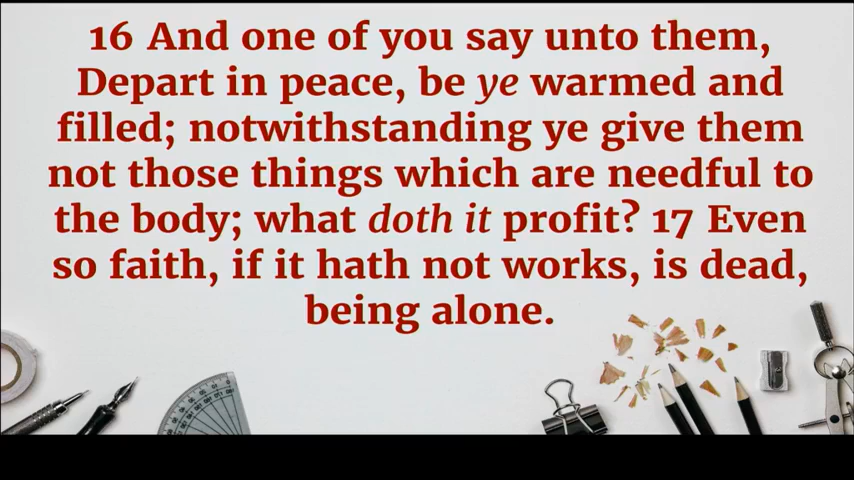 16 And one of you say unto them,
Depart in peace, be ye warmed and
filled; notwithstanding ye give them
not those things which are needful to
the body; what doth it profit? 17 Even
so faith, if it hath not works, is dead,
being alone.